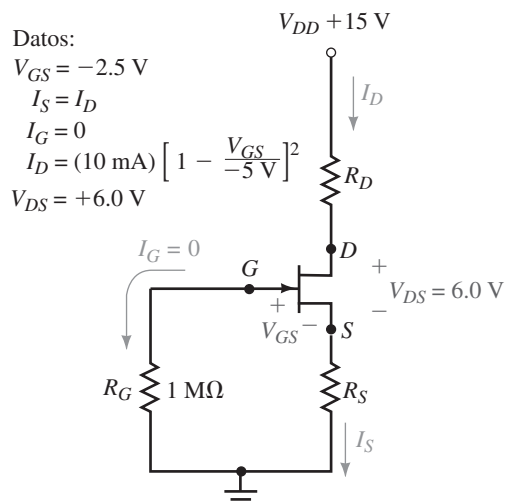 V_DD +15 V
Datos:
V_GS = −2.5 V
I_S = I_D
I_G = 0
I_D = (10 mA) [1 − V_GS / −5 V]²
V_DS = +6.0 V
I_D
R_D
I_G = 0
G
D
+
V_DS = 6.0 V
−
+
V_GS −
S
R_G
1 MΩ
R_S
I_S